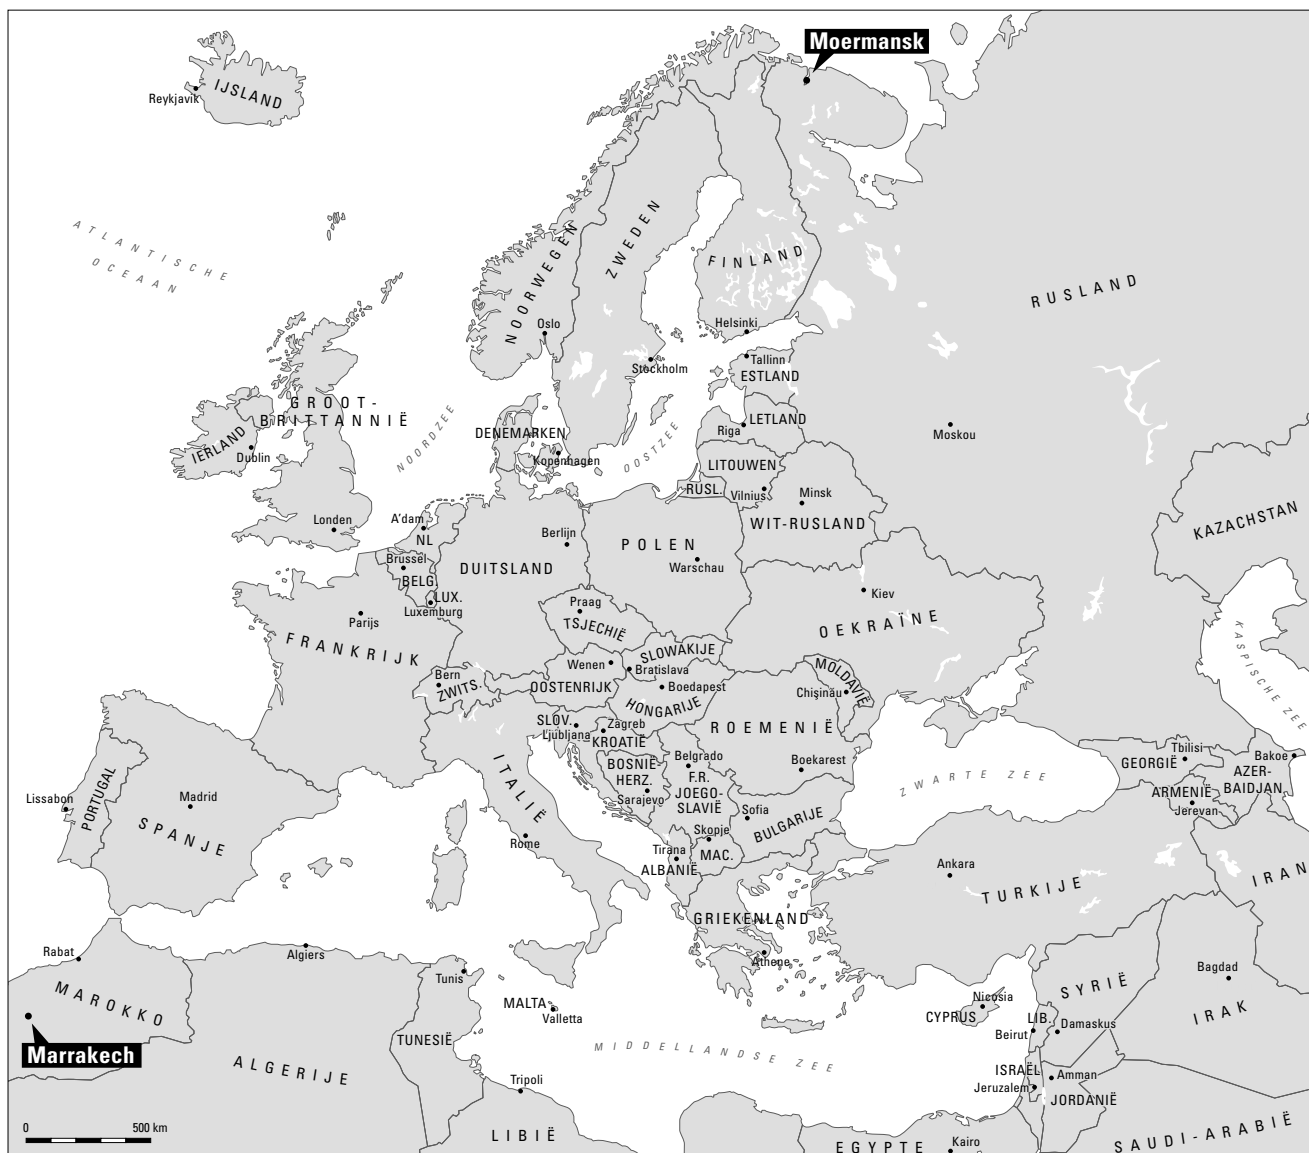 Moermansk
IJSLAND
Reykjavik
ATLANTISCHE
OCEAAN
NOORWEGEN
ZWEDEN
FINLAND
RUSLAND
Oslo
Helsinki
Stockholm
Tallinn
ESTLAND
GROOT-
BRITTANNIË
IERLAND
Dublin
NOORDZEE
DENEMARKEN
Kopenhagen
OOSTZEE
Riga
LETLAND
Moskou
LITOUWEN
RUSL.
Vilnius
Minsk
WIT-RUSLAND
KAZACHSTAN
Londen
A'dam
NL
Berlijn
POLEN
Warschau
Brussel
BELG.
DUITSLAND
LUX.
Luxemburg
Parijs
FRANKRIJK
Praag
TSJECHIË
Kiev
OEKRAÏNE
KASPISCHE ZEE
SLOWAKIJE
Wenen
Bratislava
Bern
ZWITS.
OOSTENRIJK
Boedapest
HONGARIJE
MOLDAVIË
Chişinău
SLOV.
Ljubljana
Zagreb
KROATIË
ROEMENIË
Boekarest
ITALIË
BOSNIË
HERZ.
Sarajevo
Belgrado
F.R.
JOEGO-
SLAVIË
ZWARTE ZEE
Tbilisi
GEORGIË
Bakoe
AZER-
BAIDJAN
ARMENIË
Jerevan
PORTUGAL
Lissabon
Madrid
SPANJE
Rome
Sofia
BULGARIJE
Skopje
MAC.
Tirana
ALBANIË
Ankara
TURKIJE
IRAN
GRIEKENLAND
Athene
Rabat
MAROKKO
Marrakech
Algiers
ALGERIJE
Tunis
TUNESIË
MALTA
Valletta
MIDDELLANDSE ZEE
Nicosia
CYPRUS
SYRIË
LIB.
Beirut
Damaskus
Bagdad
IRAK
ISRAËL
Jeruzalem
Amman
JORDANIË
Tripoli
LIBIË
EGYPTE
Kairo
SAUDI-ARABIË
0 500 km